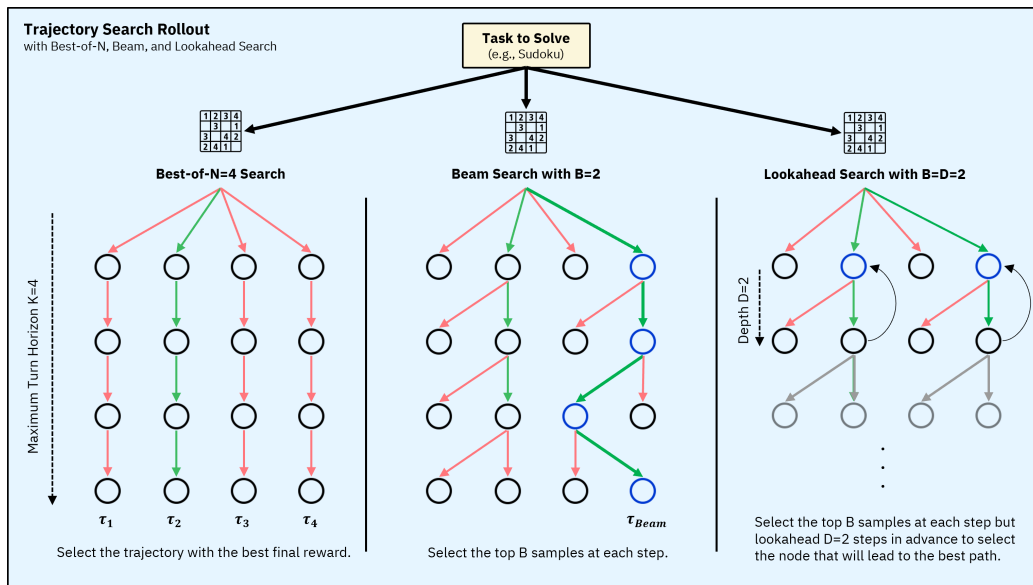 Trajectory Search Rollout
with Best-of-N, Beam, and Lookahead Search
Task to Solve
(e.g., Sudoku)
1 2 3 4
3 1
3 4 2
2 4 1
1 2 3 4
3 1
3 4 2
2 4 1
1 2 3 4
3 1
3 4 2
2 4 1
Best-of-N=4 Search
Beam Search with B=2
Lookahead Search with B=D=2
Maximum Turn Horizon K=4
Depth D=2
τ1
τ2
τ3
τ4
τBeam
Select the trajectory with the best final reward.
Select the top B samples at each step.
Select the top B samples at each step but
lookahead D=2 steps in advance to select
the node that will lead to the best path.